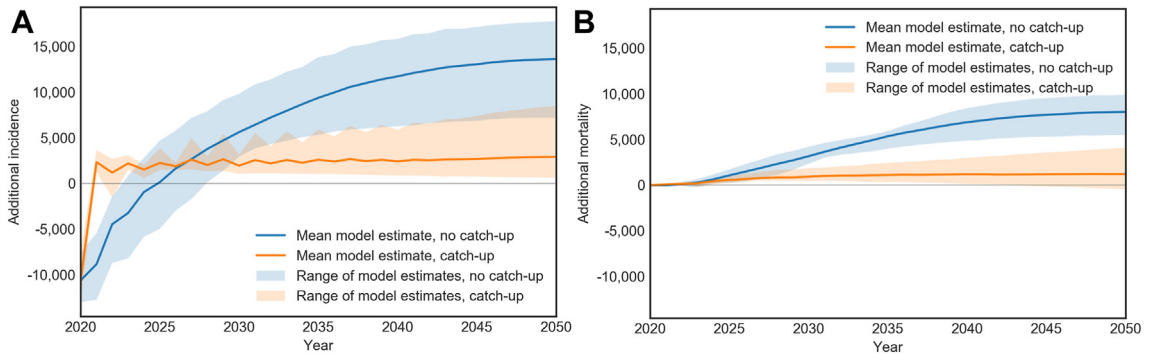 A
Additional incidence
15,000
10,000
5,000
0
-5,000
-10,000
Mean model estimate, no catch-up
Mean model estimate, catch-up
Range of model estimates, no catch-up
Range of model estimates, catch-up
2020 2025 2030 2035 2040 2045 2050
Year
B
Additional mortality
15,000
10,000
5,000
0
-5,000
-10,000
Mean model estimate, no catch-up
Mean model estimate, catch-up
Range of model estimates, no catch-up
Range of model estimates, catch-up
2020 2025 2030 2035 2040 2045 2050
Year